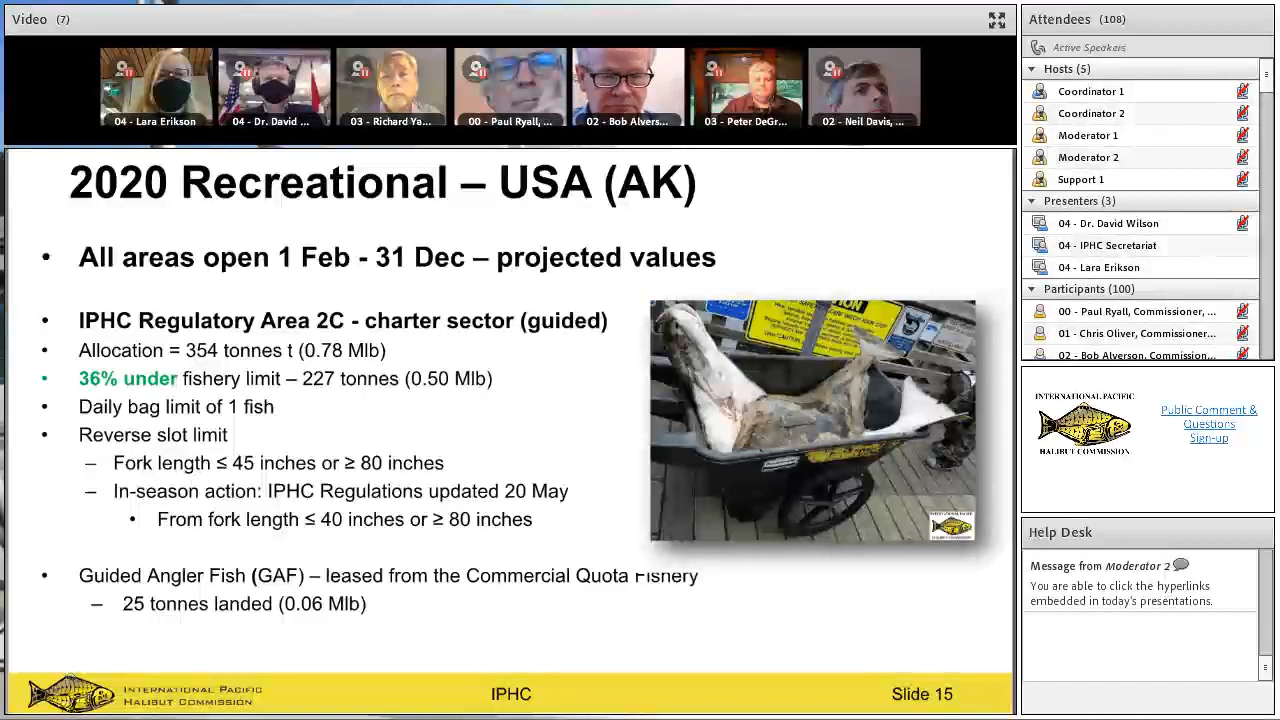 Video (7)
Attendees (108)
Active Speakers
Hosts (5)
Coordinator 1
Coordinator 2
Moderator 1
Moderator 2
Support 1
Presenters (3)
04 - Dr. David Wilson
04 - IPHC Secretariat
04 - Lara Erikson
Participants (100)
00 - Paul Ryall, Commissioner, ...
01 - Chris Oliver, Commissioner...
02 - Bob Alverson, Commission...
04 - Lara Erikson
04 - Dr. David ...
03 - Richard Ya...
00 - Paul Ryall, ...
02 - Bob Alvers...
03 - Peter DeGr...
02 - Neil Davis, ...
2020 Recreational – USA (AK)
• All areas open 1 Feb - 31 Dec – projected values
• IPHC Regulatory Area 2C - charter sector (guided)
• Allocation = 354 tonnes t (0.78 Mlb)
• 36% under fishery limit – 227 tonnes (0.50 Mlb)
• Daily bag limit of 1 fish
• Reverse slot limit
– Fork length ≤ 45 inches or ≥ 80 inches
– In-season action: IPHC Regulations updated 20 May
• From fork length ≤ 40 inches or ≥ 80 inches
• Guided Angler Fish (GAF) – leased from the Commercial Quota Fishery
– 25 tonnes landed (0.06 Mlb)
INTERNATIONAL PACIFIC
HALIBUT COMMISSION
IPHC
Slide 15
INTERNATIONAL PACIFIC
HALIBUT COMMISSION
Public Comment &
Questions
Sign-up
Help Desk
Message from Moderator 2
You are able to click the hyperlinks
embedded in today's presentations.